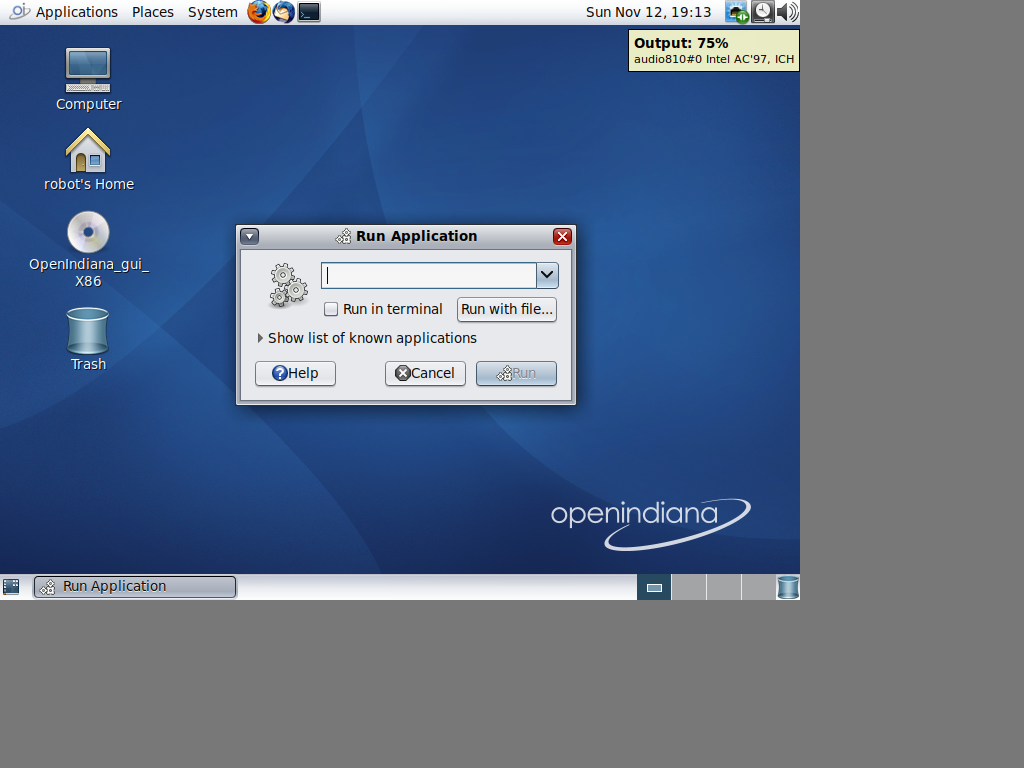 Applications Places System
Sun Nov 12, 19:13
Output: 75%
audio810#0 Intel AC'97, ICH
Computer
robot's Home
OpenIndiana_gui_
X86
Trash
Run Application
Run in terminal
Run with file...
Show list of known applications
Help
Cancel
Run
openindiana
Run Application